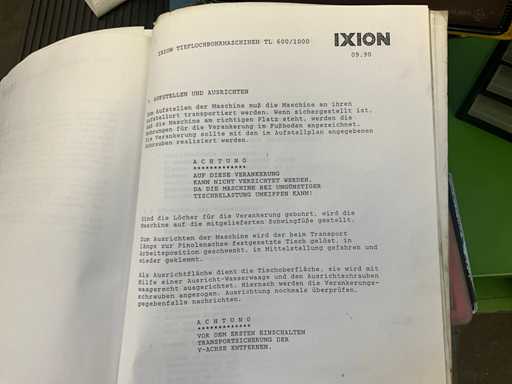 IXION TIEFLOCHBOHRMASCHINEN TL 600/1000
IXION
09.90
AUFSTELLEN UND AUSRICHTEN
Zum Aufstellen der Maschine muß die Maschine an ihren
Aufstellort transportiert werden. Wenn sichergestellt ist,
daß die Maschine am richtigen Platz steht, werden die
Bohrungen für die Verankerung im Fußboden angezeichnet.
Die Verankerung sollte mit den im Aufstellplan angegebenen
Schrauben realisiert werden.
A C H T U N G
*************
AUF DIESE VERANKERUNG
KANN NICHT VERZICHTET WERDEN,
DA DIE MASCHINE BEI UNGÜNSTIGER
TISCHBELASTUNG UMKIPPEN KANN!
Sind die Löcher für die Verankerung gebohrt, wird die
Maschine auf die mitgelieferten Schwingfüße gestellt.
Zum Ausrichten der Maschine wird der beim Transport
längs zur Pinolenachse festgesetzte Tisch gelöst, in
Arbeitsposition geschwenkt, in Mittelstellung gefahren und
wieder geklemmt.
Als Ausrichtfläche dient die Tischoberfläche, sie wird mit
Hilfe einer Ausricht-Wasserwaage und den Ausrichtschrauben
waagerecht ausgerichtet. Hiernach werden die Verankerungs-
schrauben angezogen. Ausrichtung nochmals überprüfen,
gegebenfalls nachrichten.
A C H T U N G
*************
VOR DEM ERSTEN EINSCHALTEN
TRANSPORTSICHERUNG DER
Y-ACHSE ENTFERNEN.